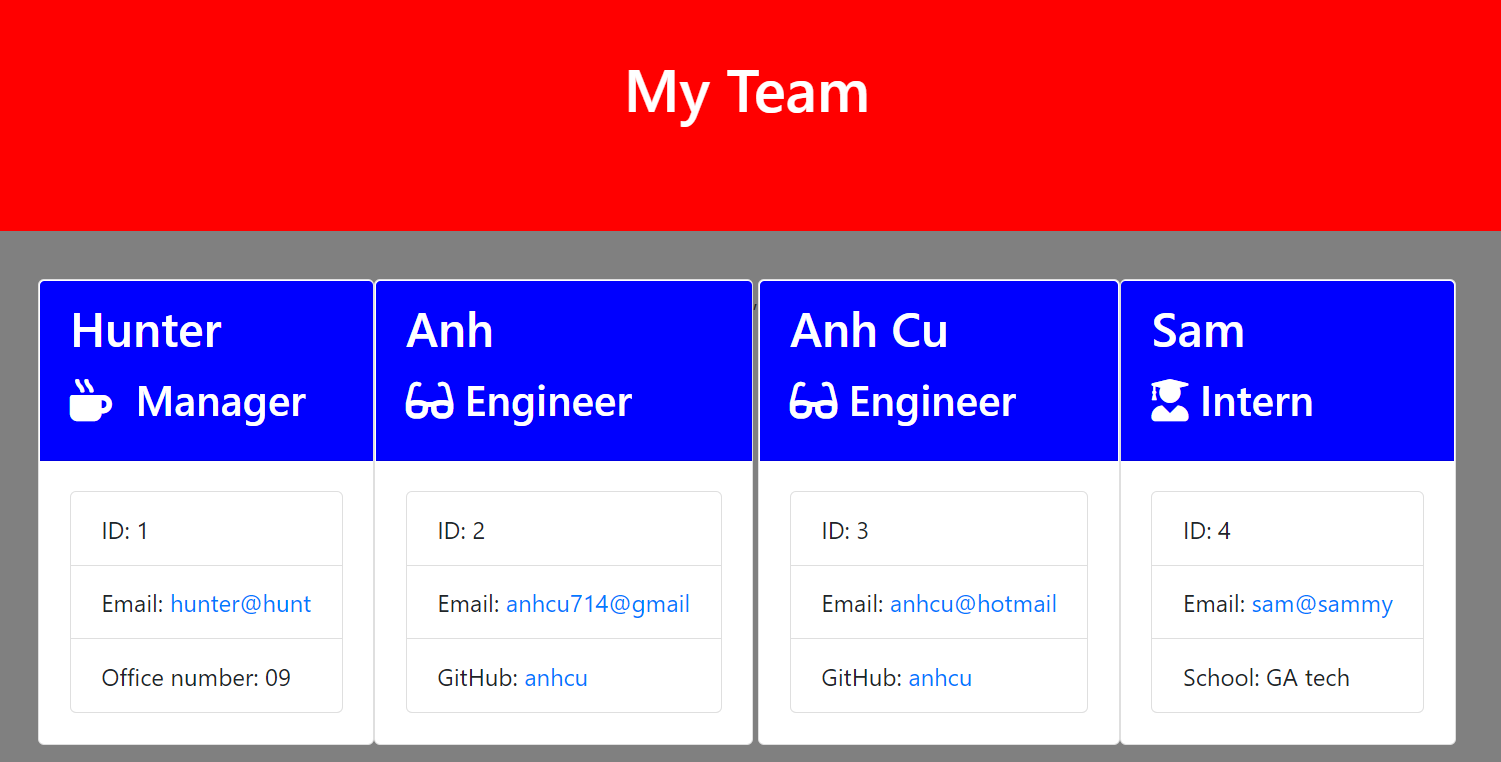 My Team
Hunter
Manager
ID: 1
Email: hunter@hunt
Office number: 09
Anh
Engineer
ID: 2
Email: anhcu714@gmail
GitHub: anhcu
,
Anh Cu
Engineer
ID: 3
Email: anhcu@hotmail
GitHub: anhcu
Sam
Intern
ID: 4
Email: sam@sammy
School: GA tech